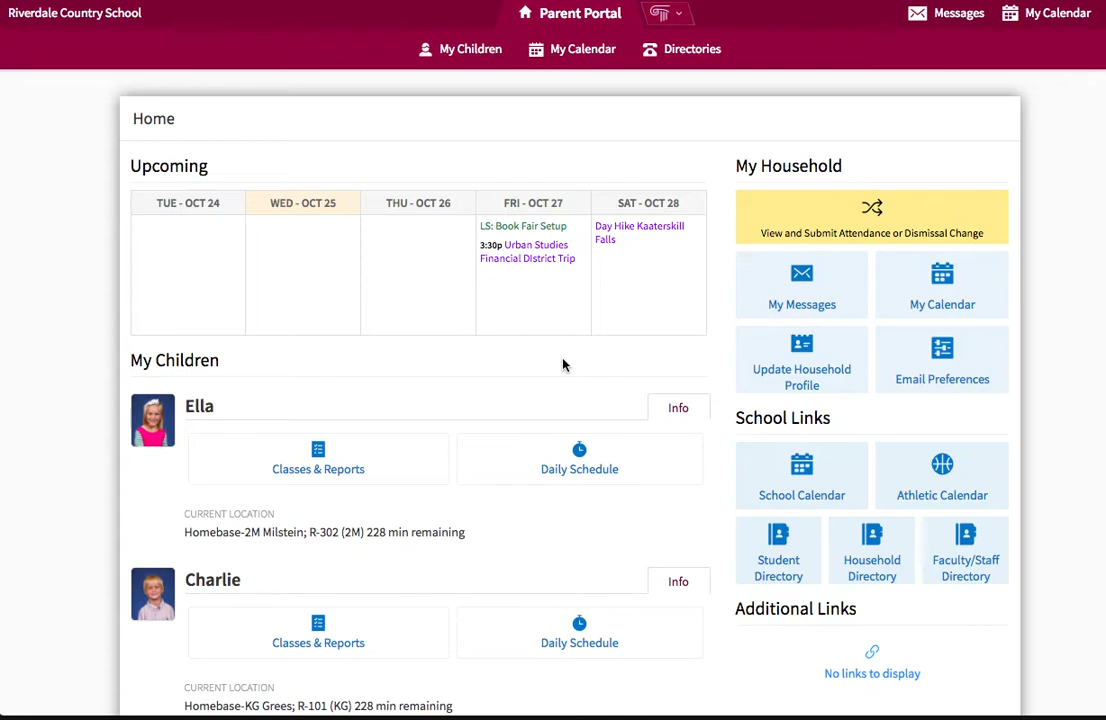 Riverdale Country School
Parent Portal
Messages
My Calendar
My Children
My Calendar
Directories
Home
Upcoming
TUE - OCT 24
WED - OCT 25
THU - OCT 26
FRI - OCT 27
SAT - OCT 28
LS: Book Fair Setup
3:30p Urban Studies
Financial DIstrict Trip
Day Hike Kaaterskill
Falls
My Children
Ella
Info
Classes & Reports
Daily Schedule
CURRENT LOCATION
Homebase-2M Milstein; R-302 (2M) 228 min remaining
Charlie
Info
Classes & Reports
Daily Schedule
CURRENT LOCATION
Homebase-KG Grees; R-101 (KG) 228 min remaining
My Household
View and Submit Attendance or Dismissal Change
My Messages
My Calendar
Update Household
Profile
Email Preferences
School Links
School Calendar
Athletic Calendar
Student
Directory
Household
Directory
Faculty/Staff
Directory
Additional Links
No links to display